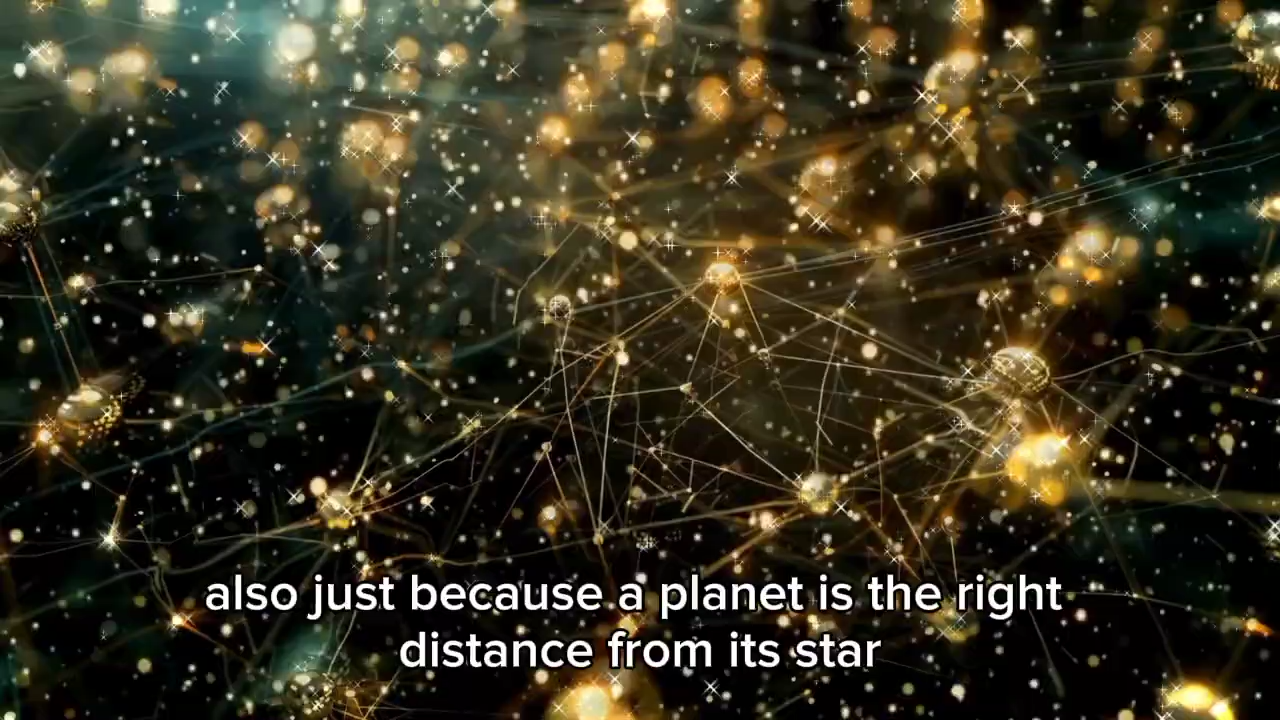 also just because a planet is the right
distance from its star